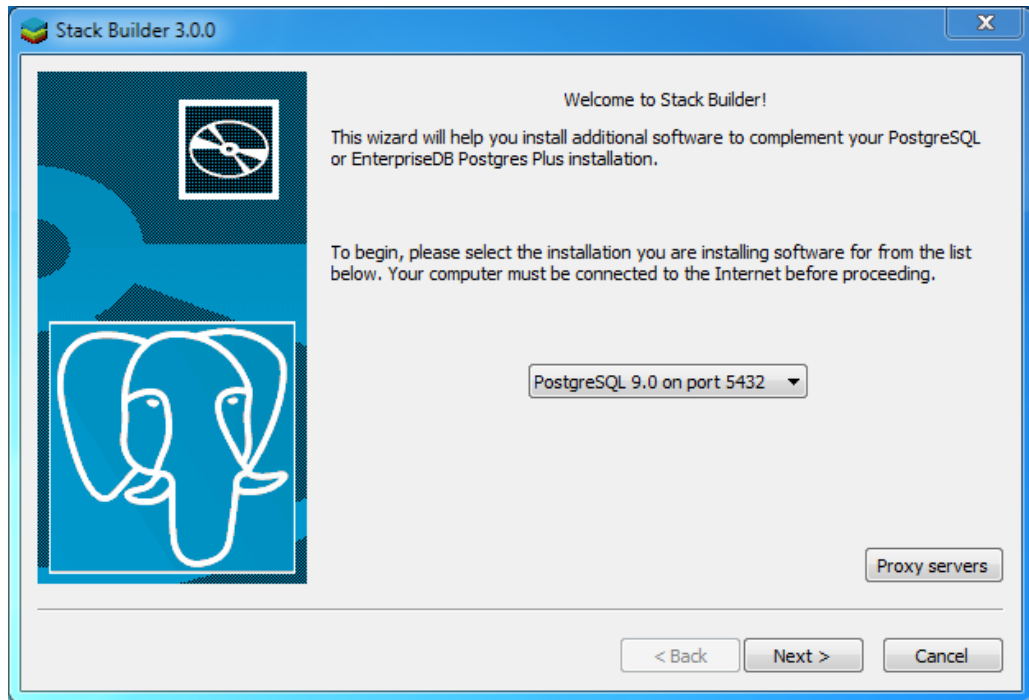 Stack Builder 3.0.0
Welcome to Stack Builder!
This wizard will help you install additional software to complement your PostgreSQL
or EnterpriseDB Postgres Plus installation.
To begin, please select the installation you are installing software for from the list
below. Your computer must be connected to the Internet before proceeding.
PostgreSQL 9.0 on port 5432
Proxy servers
< Back
Next >
Cancel